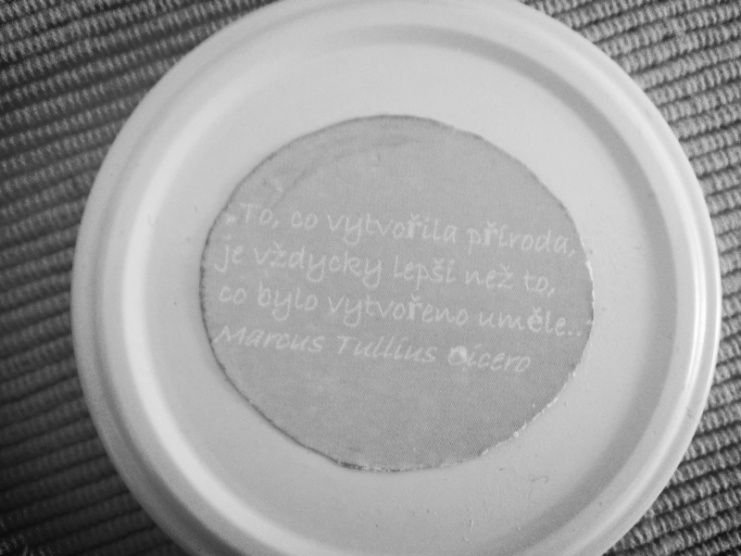 „To, co vytvořila příroda,
je vždycky lepší než to,
co bylo vytvořeno uměle...
Marcus Tullius Cicero